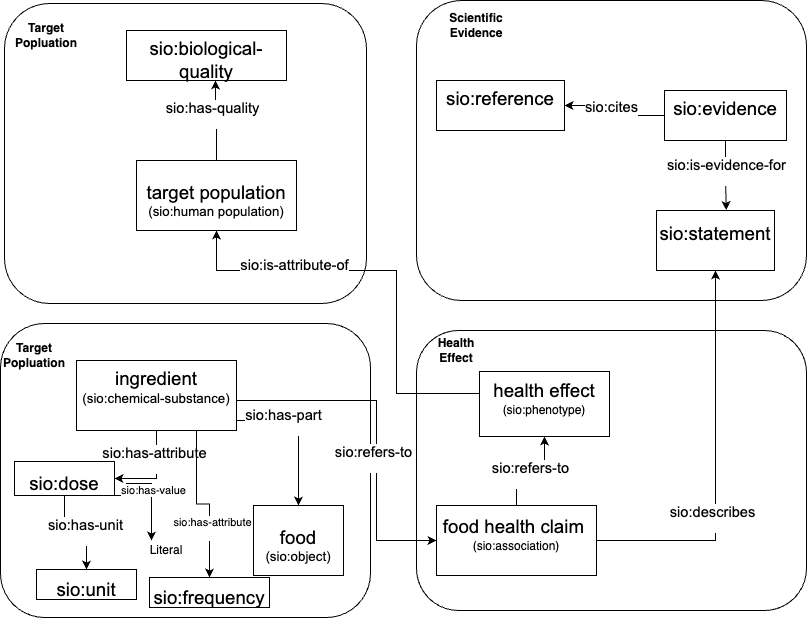 Target
Popluation
sio:biological-
quality
sio:has-quality
target population
(sio:human population)
sio:is-attribute-of
Scientific
Evidence
sio:reference
sio:cites
sio:evidence
sio:is-evidence-for
sio:statement
Target
Popluation
ingredient
(sio:chemical-substance)
sio:has-part
sio:has-attribute
sio:refers-to
sio:dose
sio:has-value
sio:has-unit
sio:has-attribute
Literal
food
(sio:object)
sio:unit
sio:frequency
Health
Effect
health effect
(sio:phenotype)
sio:refers-to
sio:describes
food health claim
(sio:association)